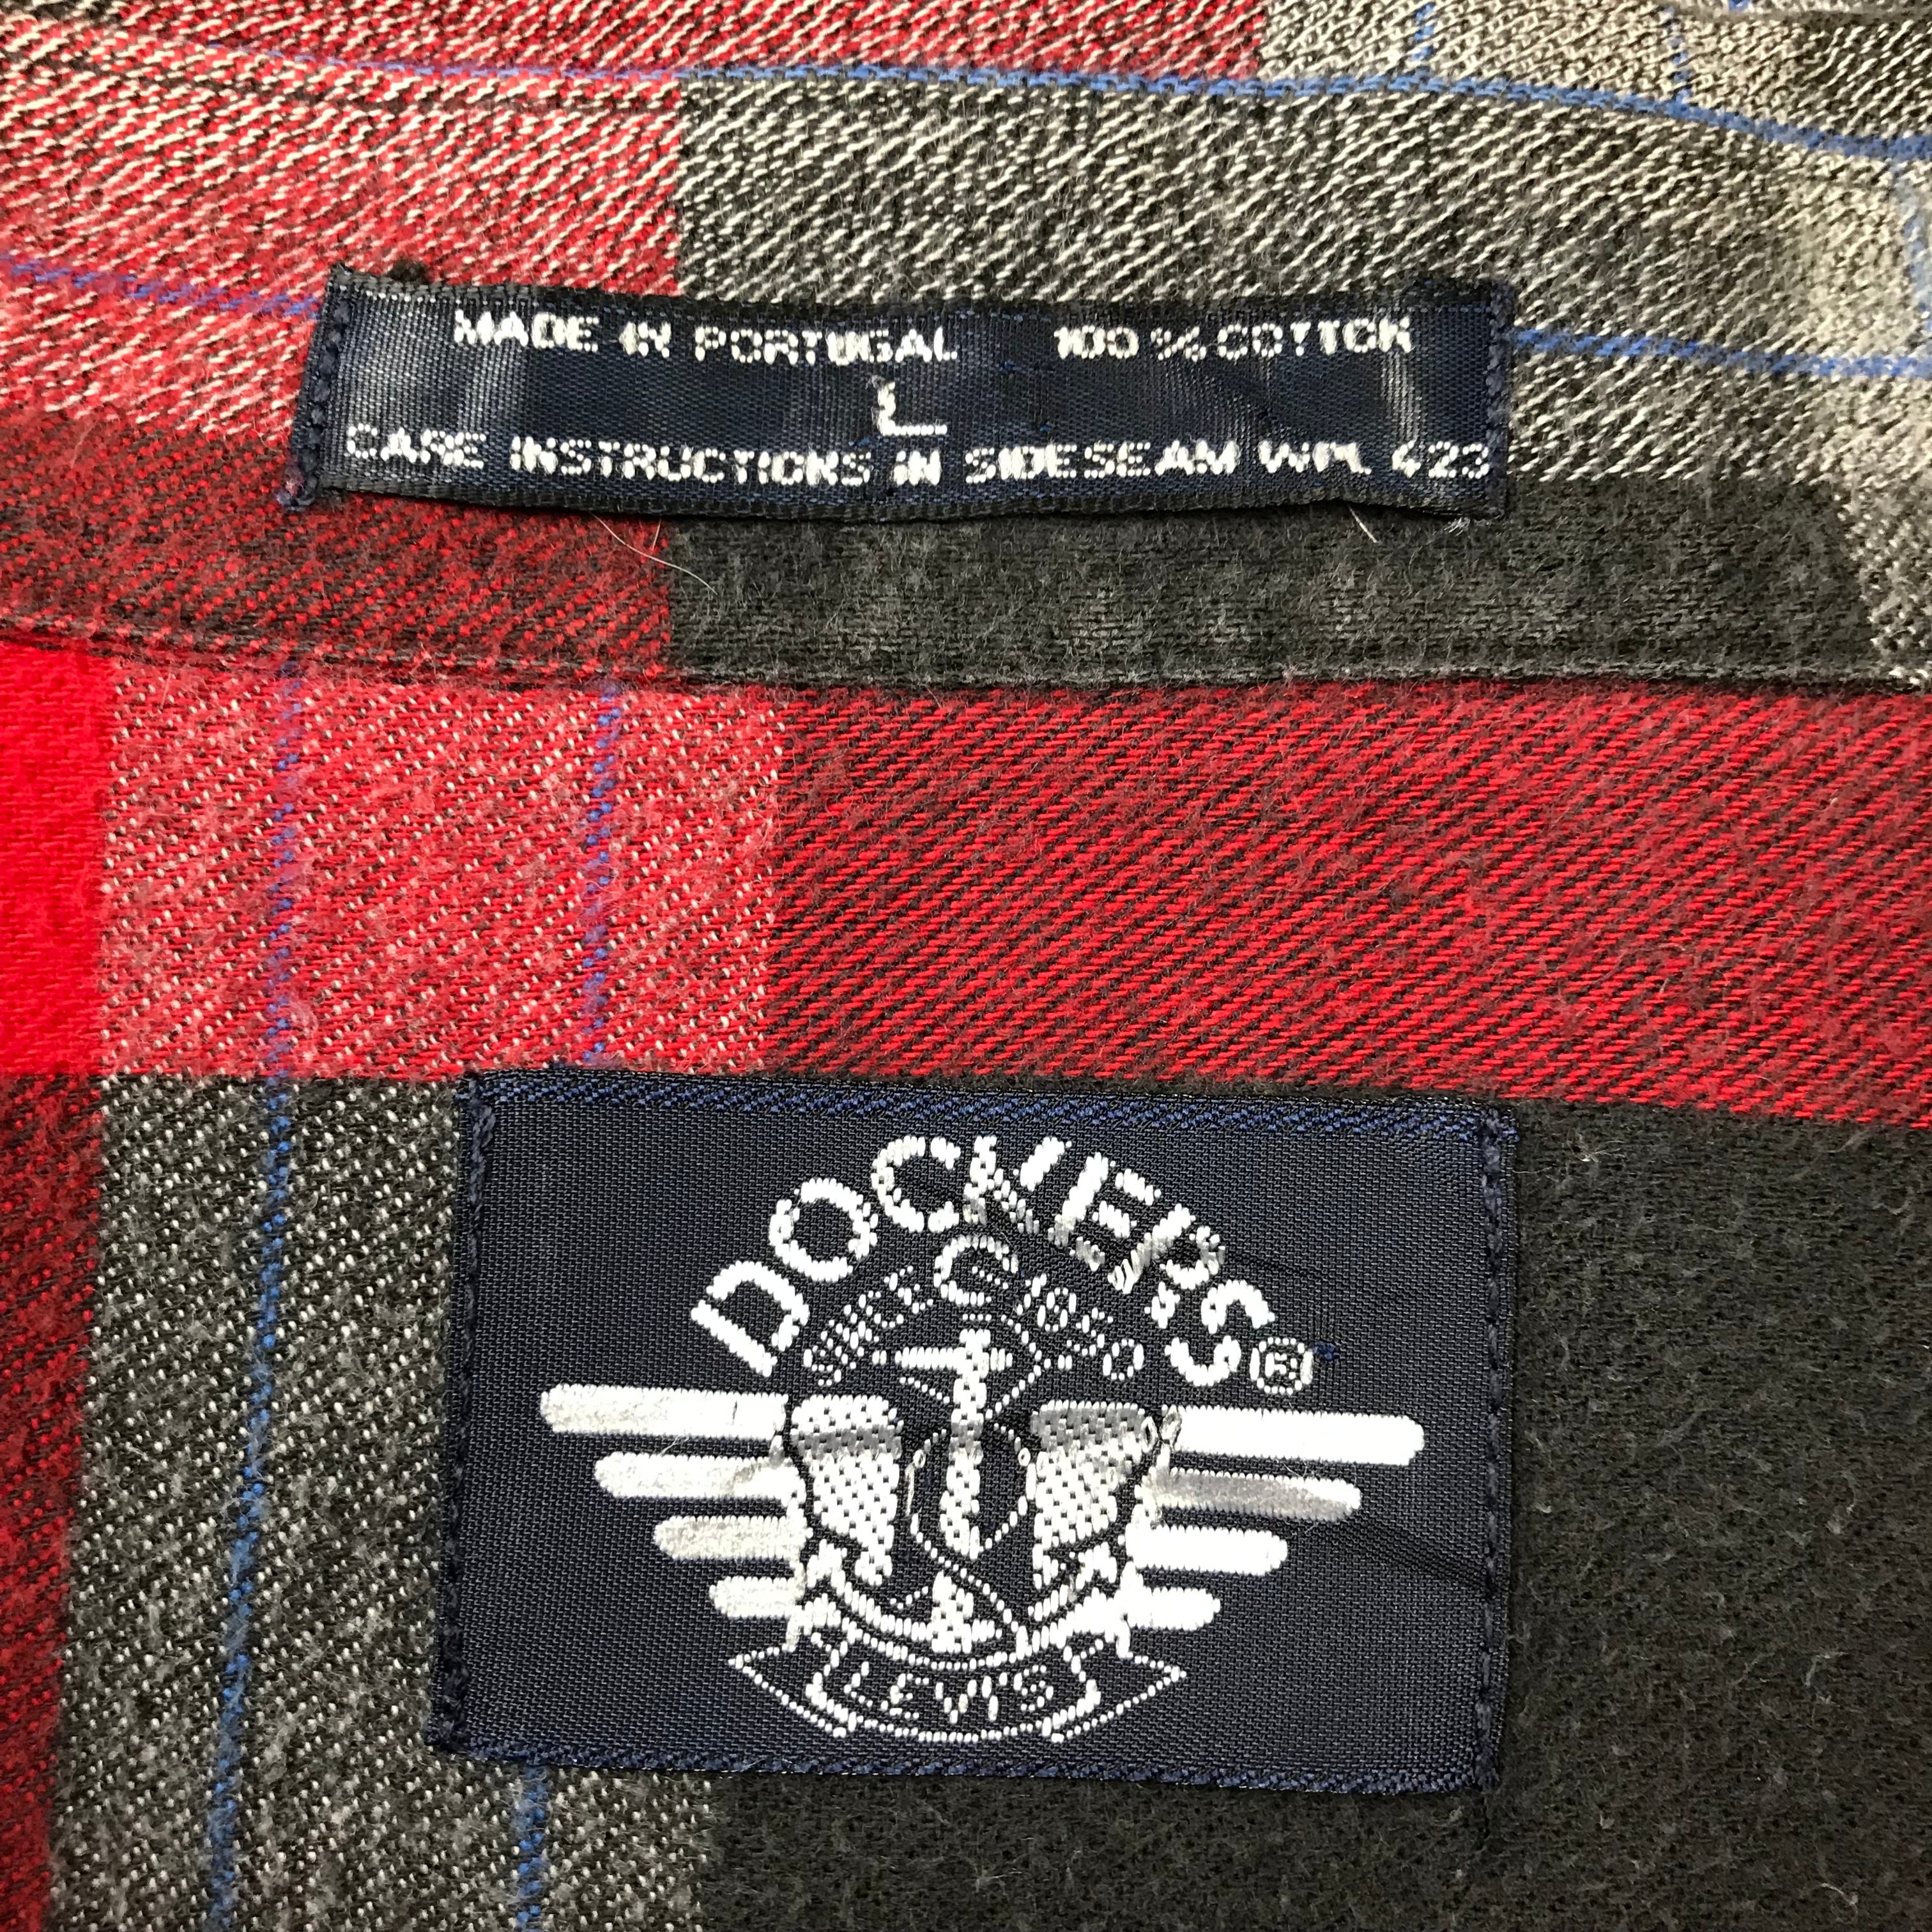 MADE IN PORTUGAL 100 % COTTON
L
CARE INSTRUCTIONS IN SIDESEAM WPL 423
DOCKERS®
SINCE 1850
LEVI'S